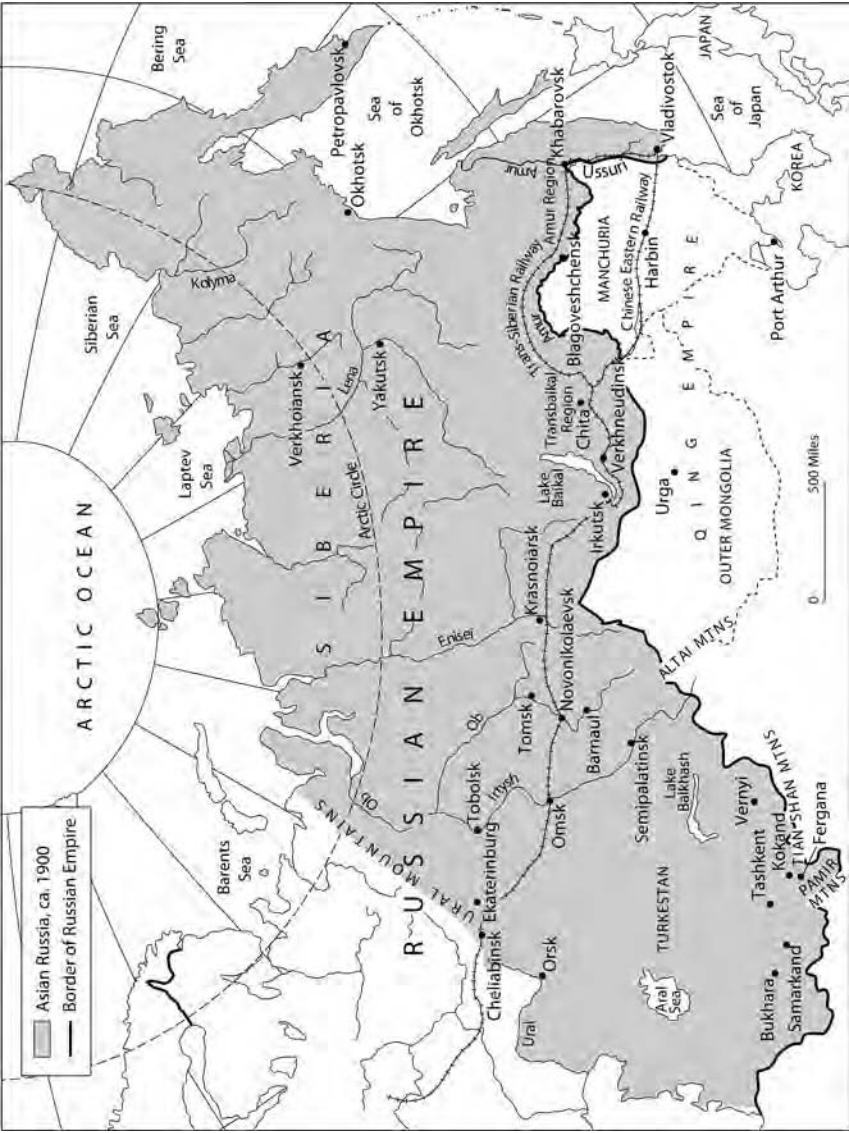 Asian Russia, ca. 1900
Border of Russian Empire
ARCTIC OCEAN
Barents
Sea
Laptev
Sea
Siberian
Sea
Bering
Sea
Petropavlovsk
Sea
of
Okhotsk
Okhotsk
Kolyma
Verkhoiansk
Lena
Yakutsk
Arctic Circle
SIBERIA
RUSSIAN EMPIRE
URAL MOUNTAINS
Ob
Ob
Enisei
Irtysh
Tobolsk
Ekaterinburg
Cheliabinsk
Tomsk
Krasnoiarsk
Novonikolaevsk
Omsk
Barnaul
Semipalatinsk
Orsk
Ural
Lake
Balkhash
TURKESTAN
Aral
Sea
Vernyi
Tashkent
Kokand
TIAN-SHAN MTNS
Fergana
PAMIR
MTNS
Bukhara
Samarkand
ALTAI MTNS
Lake
Baikal
Irkutsk
Verkhneudinsk
Transbaikal
Region
Chita
Trans-Siberian Railway
Amur
Amur Region
Blagoveshchensk
Amur
Khabarovsk
Ussuri
Vladivostok
MANCHURIA
Chinese Eastern Railway
Harbin
Urga
OUTER MONGOLIA
QING EMPIRE
Port Arthur
KOREA
Sea
of
Japan
JAPAN
0 500 Miles